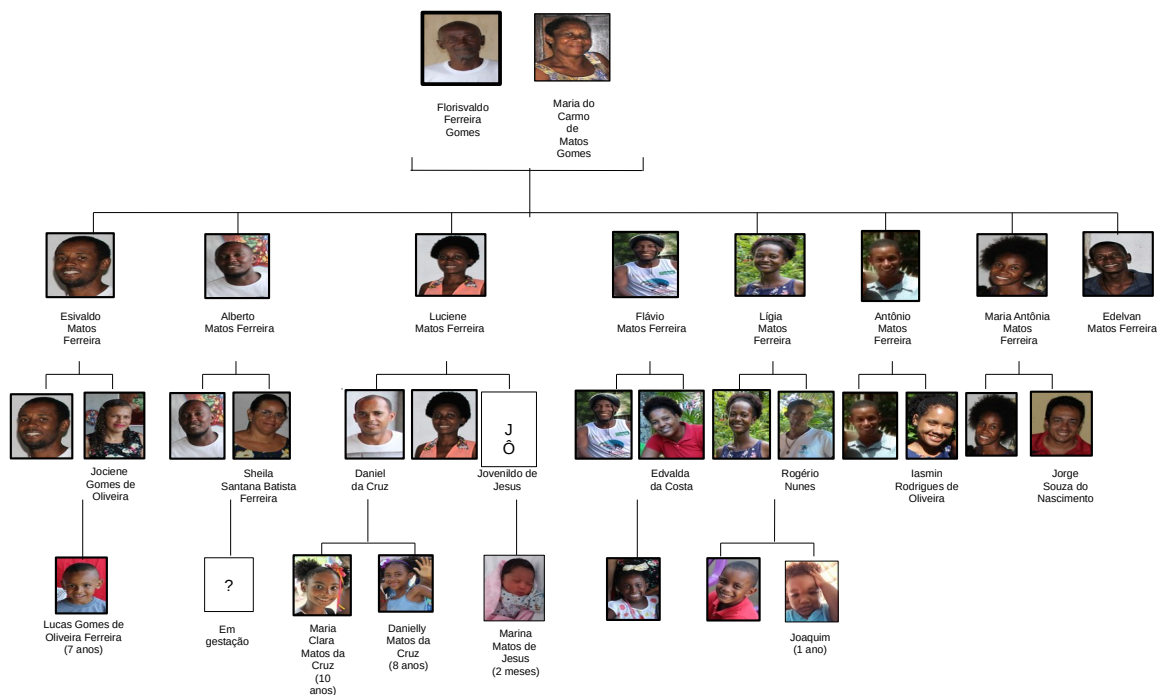 Florisvaldo
Ferreira
Gomes
Maria do
Carmo
de
Matos
Gomes
Esivaldo
Matos
Ferreira
Alberto
Matos Ferreira
Luciene
Matos Ferreira
Flávio
Matos Ferreira
Lígia
Matos
Ferreira
Antônio
Matos
Ferreira
Maria Antônia
Matos
Ferreira
Edelvan
Matos Ferreira
J
Ô
Jociene
Gomes de
Oliveira
Sheila
Santana Batista
Ferreira
Daniel
da Cruz
Jovenildo de
Jesus
Edvalda
da Costa
Rogério
Nunes
Iasmin
Rodrigues de
Oliveira
Jorge
Souza do
Nascimento
Lucas Gomes de
Oliveira Ferreira
(7 anos)
?
Em
gestação
Maria
Clara
Matos da
Cruz
(10
anos)
Danielly
Matos da
Cruz
(8 anos)
Marina
Matos de
Jesus
(2 meses)
Joaquim
(1 ano)